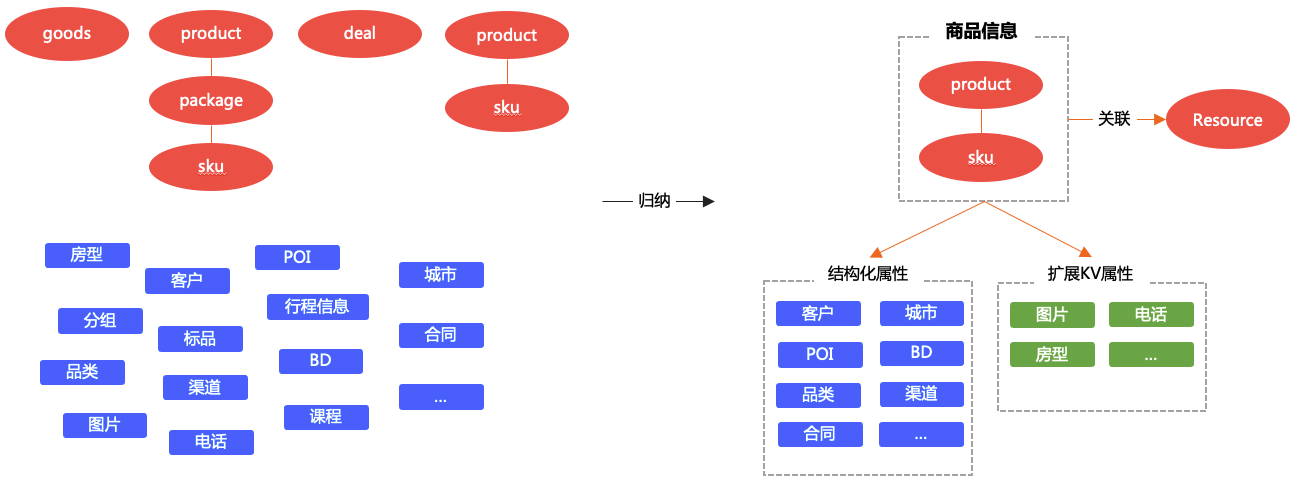 goods
product
package
sku
deal
product
sku
房型
客户
POI
城市
分组
标品
行程信息
合同
品类
渠道
BD
...
图片
电话
课程
归纳
商品信息
product
sku
关联
Resource
结构化属性
客户
城市
POI
BD
品类
渠道
合同
...
扩展KV属性
图片
电话
房型
...